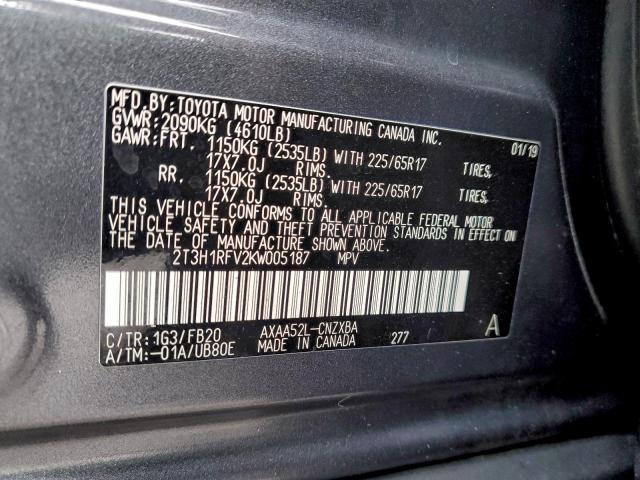 MFD.BY: TOYOTA MOTOR MANUFACTURING CANADA INC.
GVWR: 2090KG (4610LB) 01/19
GAWR: FRT. 1150KG (2535LB) WITH 225/65R17 TIRES,
17X7.0J RIMS.
RR. 1150KG (2535LB) WITH 225/65R17 TIRES,
17X7.0J RIMS.
THIS VEHICLE CONFORMS TO ALL APPLICABLE FEDERAL MOTOR
VEHICLE SAFETY AND THEFT PREVENTION STANDARDS IN EFFECT ON
THE DATE OF MANUFACTURE SHOWN ABOVE.
2T3H1RFV2KW005187 MPV
C/TR: 1G3/FB20 AXAA52L-CNZXBA A
A/TM:-01A/UB80E MADE IN CANADA 277